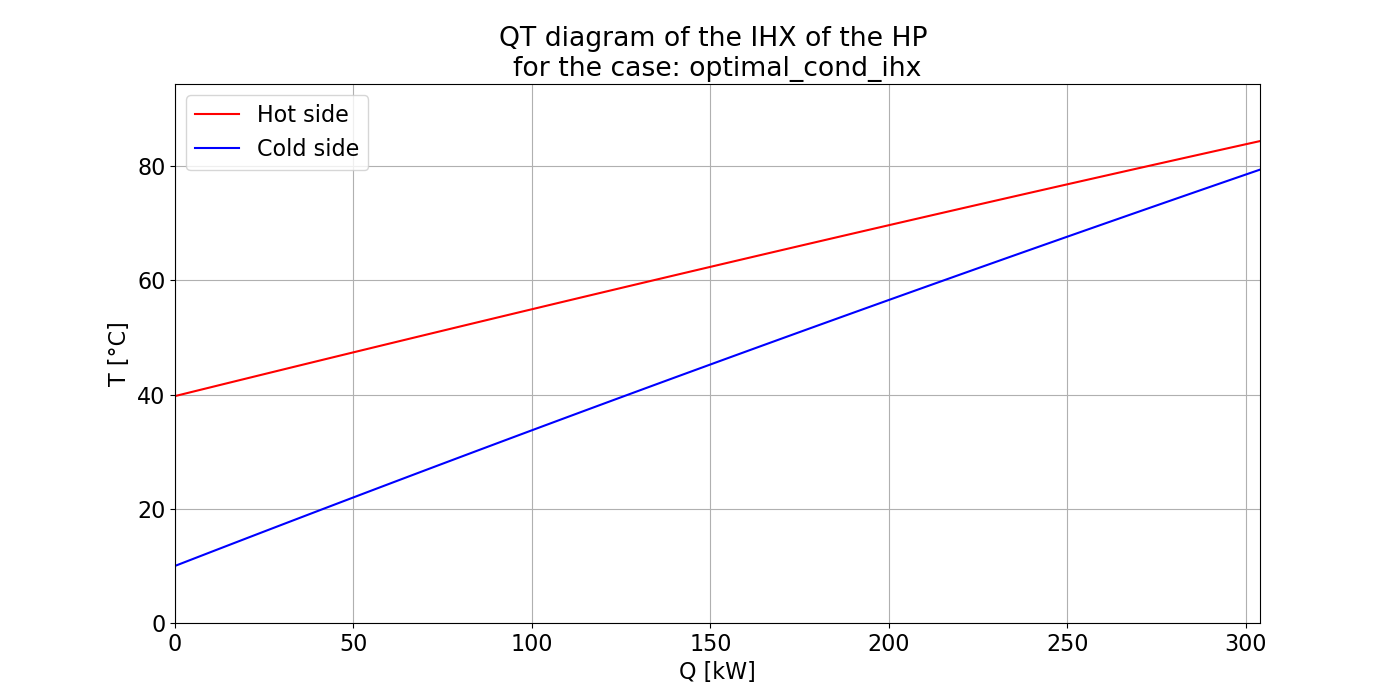 QT diagram of the IHX of the HP
for the case: optimal_cond_ihx
Hot side
Cold side
T [°C]
80
60
40
20
0
0 50 100 150 200 250 300
Q [kW]